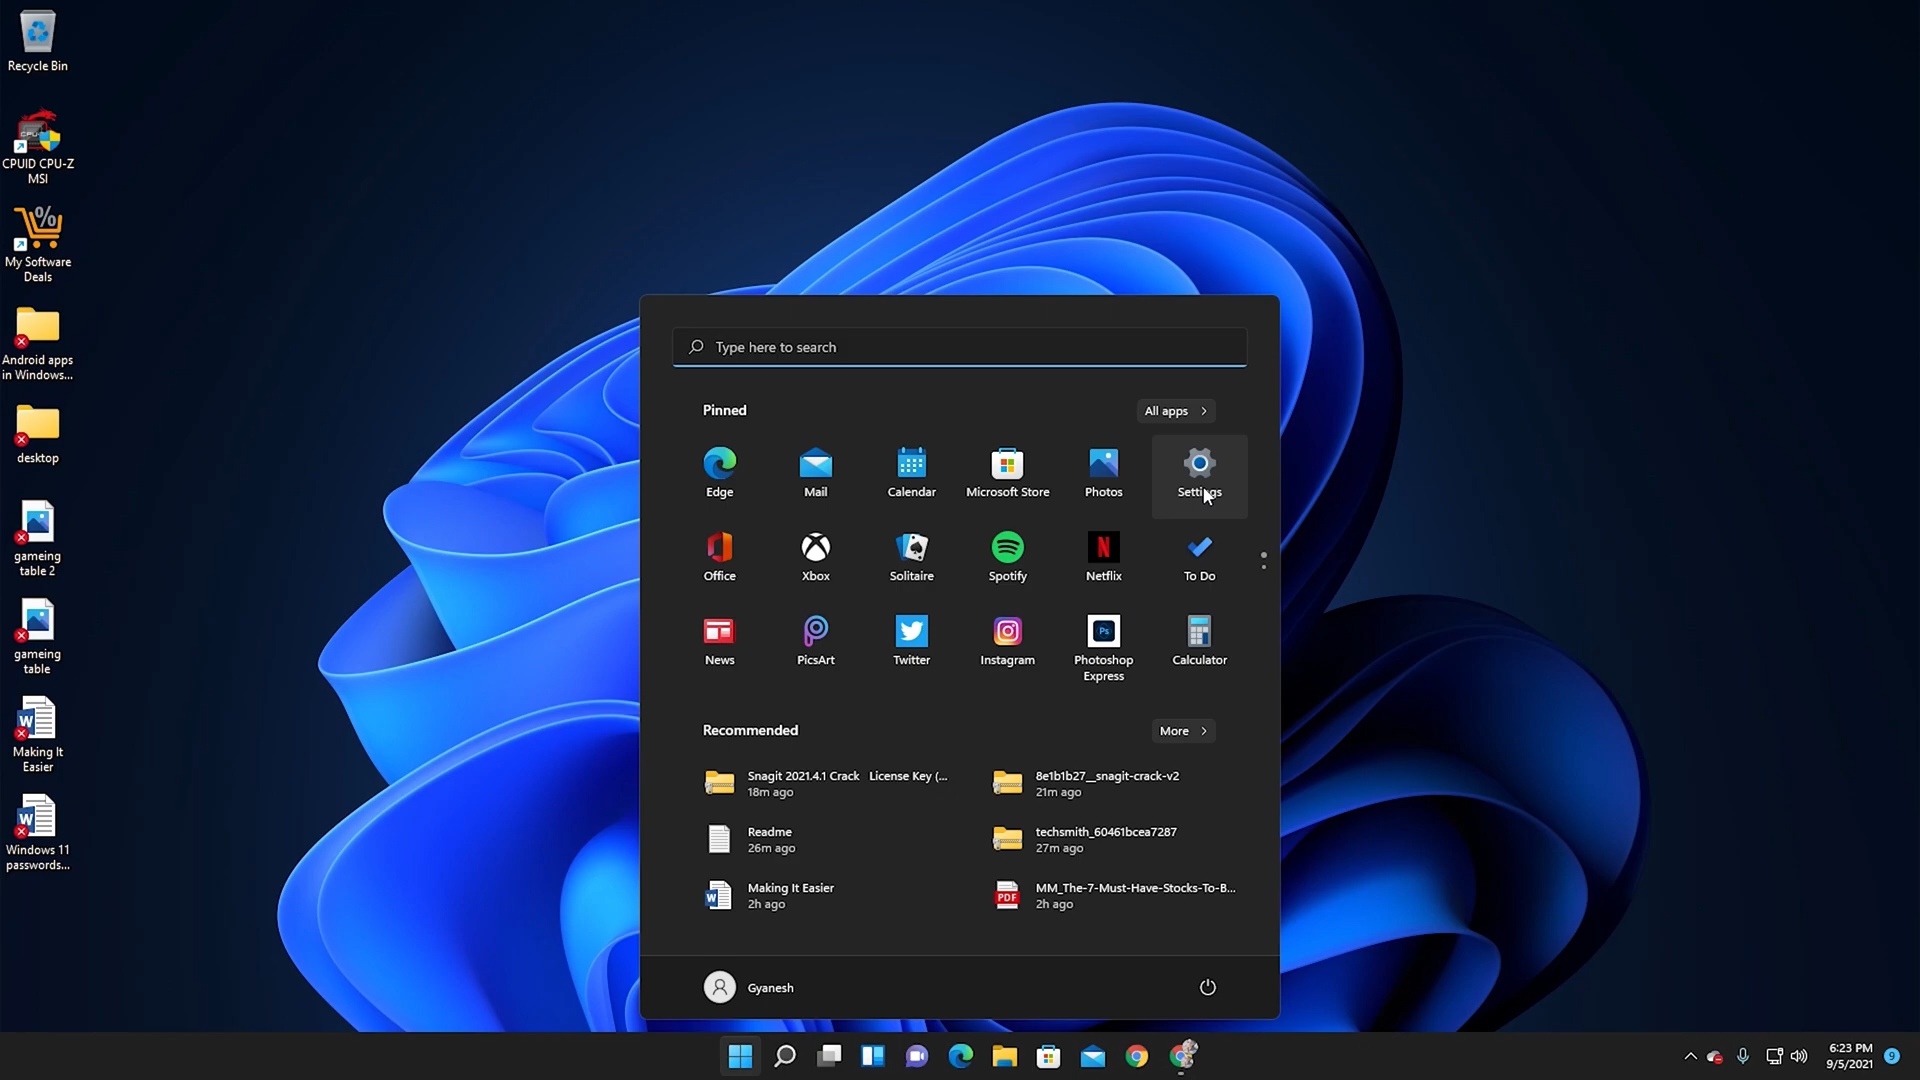 Recycle Bin
CPU
CPUID CPU-Z
MSI
%
My Software
Deals
Android apps
in Windows...
desktop
gameing
table 2
gameing
table
W
Making It
Easier
W
Windows 11
passwords...
Type here to search
Pinned
All apps
Edge
Mail
Calendar
Microsoft Store
Photos
Settings
Office
Xbox
Solitaire
N
Spotify
Netflix
To Do
Ps
News
PicsArt
Twitter
Instagram
Photoshop
Express
Calculator
Recommended
More
Snagit 2021.4.1 Crack License Key (...
18m ago
8e1b1b27__snagit-crack-v2
21m ago
Readme
26m ago
techsmith_60461bcea7287
27m ago
W
Making It Easier
2h ago
PDF
MM_The-7-Must-Have-Stocks-To-B...
2h ago
Gyanesh
6:23 PM
9/5/2021
9